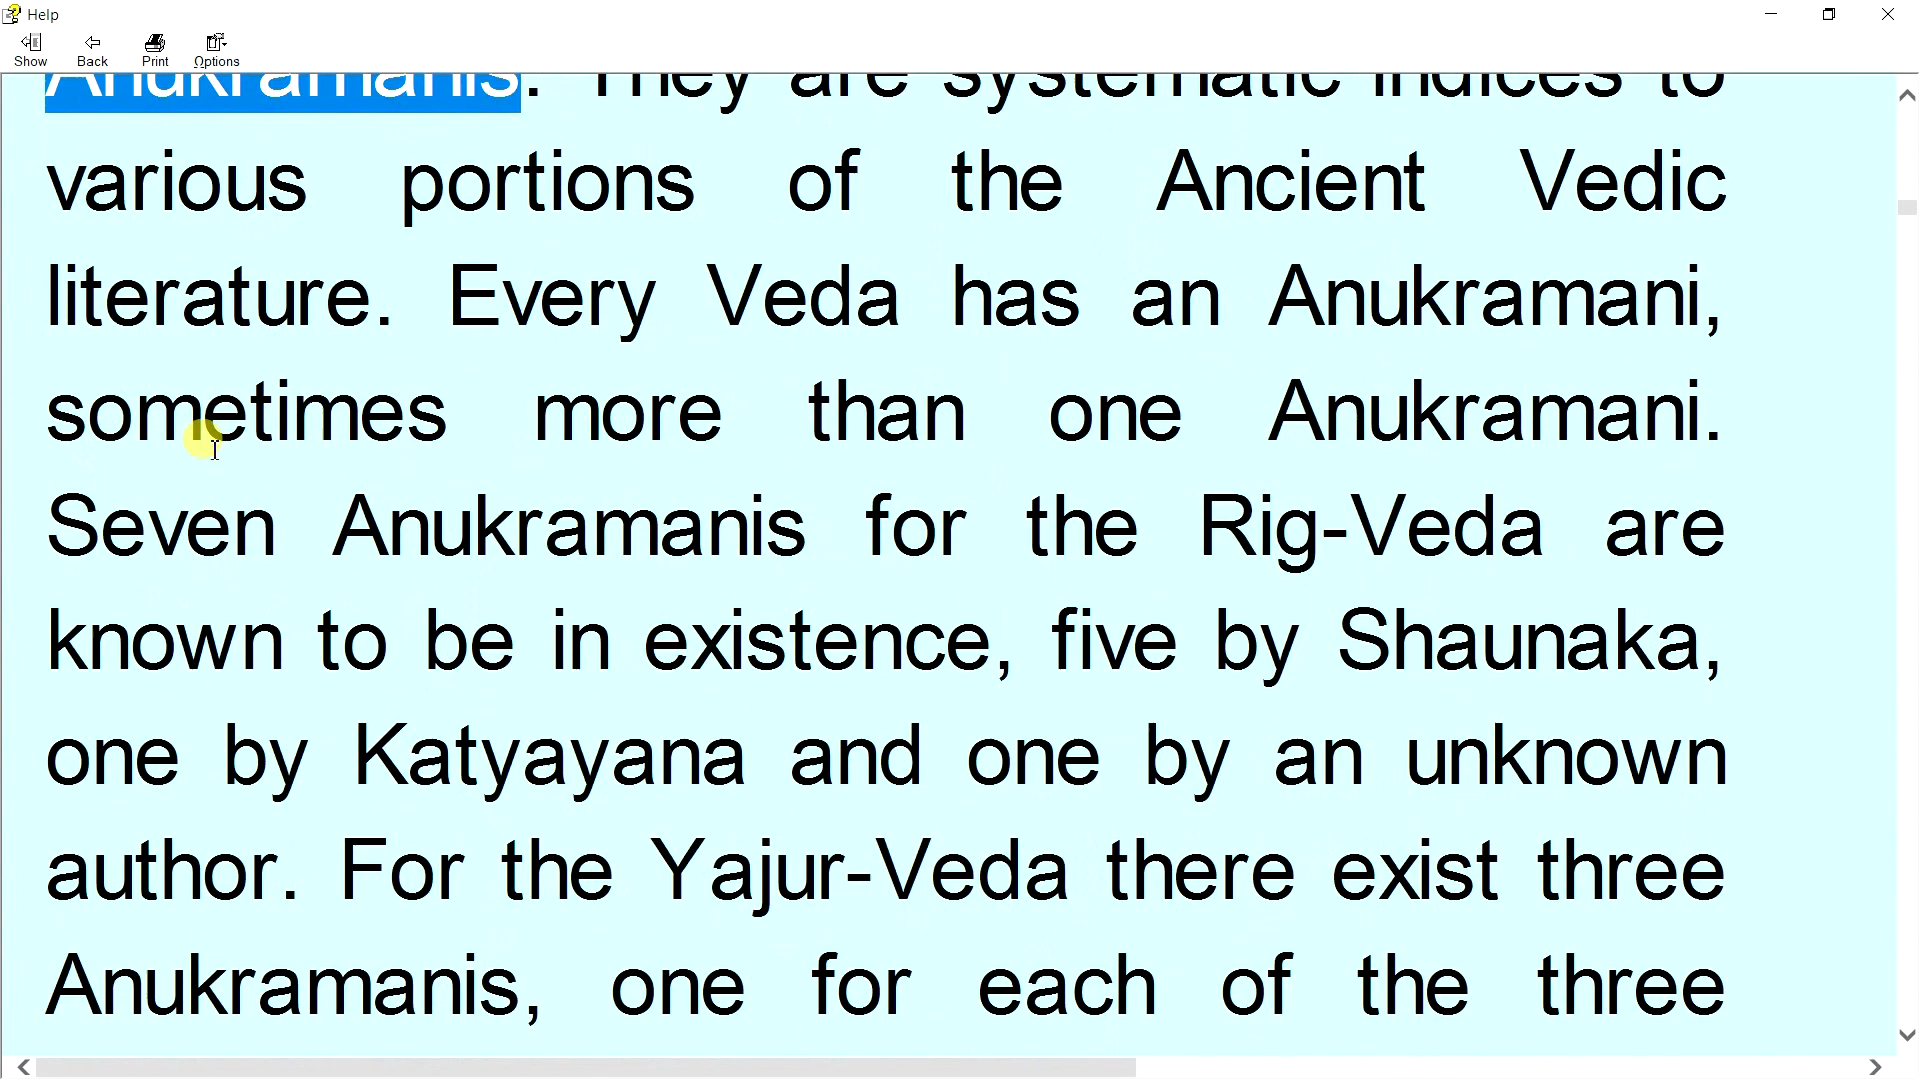 Help
Show Back Print Options
Anukramanis. They are systematic indices to
various portions of the Ancient Vedic
literature. Every Veda has an Anukramani,
sometimes more than one Anukramani.
Seven Anukramanis for the Rig-Veda are
known to be in existence, five by Shaunaka,
one by Katyayana and one by an unknown
author. For the Yajur-Veda there exist three
Anukramanis, one for each of the three